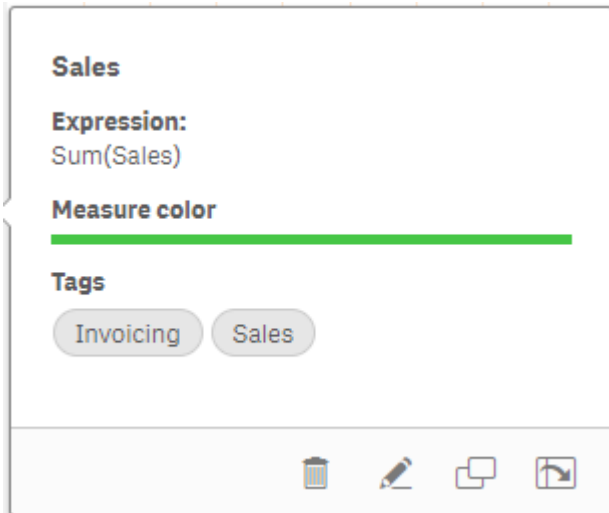 Sales
Expression:
Sum(Sales)
Measure color
Tags
Invoicing Sales